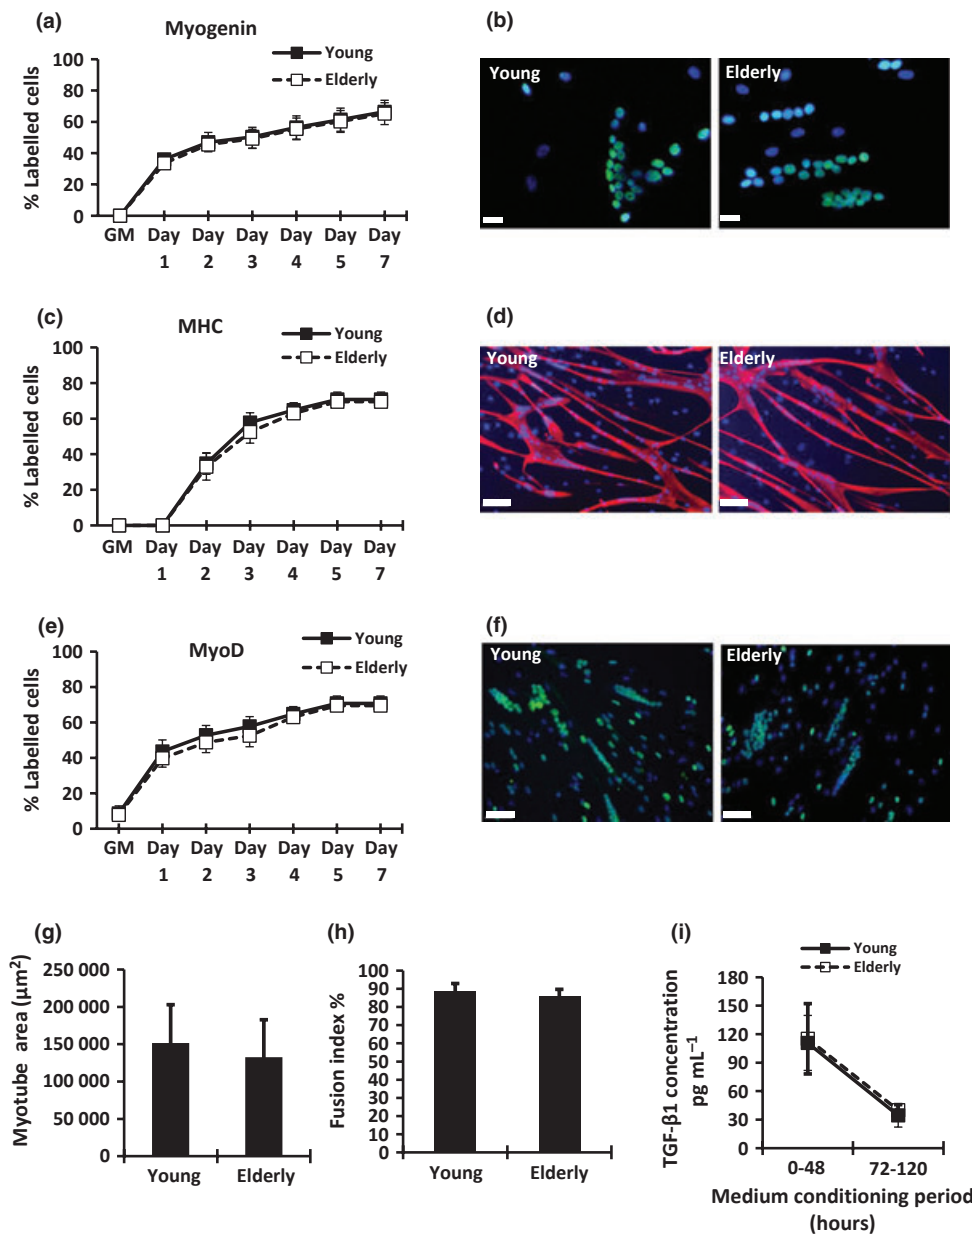 (a)
Myogenin
Young
Elderly
% Labelled cells
100
80
60
40
20
0
GM Day Day Day Day Day Day
1 2 3 4 5 7
(b)
Young
Elderly
(c)
MHC
Young
Elderly
% Labelled cells
100
80
60
40
20
0
GM Day Day Day Day Day Day
1 2 3 4 5 7
(d)
Young
Elderly
(e)
MyoD
Young
Elderly
% Labelled cells
100
80
60
40
20
0
GM Day Day Day Day Day Day
1 2 3 4 5 7
(f)
Young
Elderly
(g)
Myotube area (μm²)
250 000
200 000
150 000
100 000
50 000
0
Young Elderly
(h)
Fusion index %
100
90
80
70
60
50
40
30
20
10
0
Young Elderly
(i)
Young
Elderly
TGF-β1 concentration
pg mL⁻¹
180
150
120
90
60
30
0
0-48 72-120
Medium conditioning period
(hours)